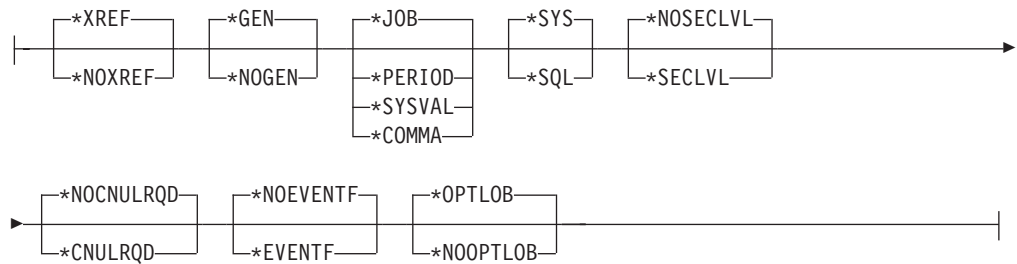 *XREF *GEN *JOB *SYS *NOSECLVL
*NOXREF *NOGEN *PERIOD *SQL *SECLVL
*SYSVAL
*COMMA
*NOCNULRQD *NOEVENTF *OPTLOB
*CNULRQD *EVENTF *NOOPTLOB